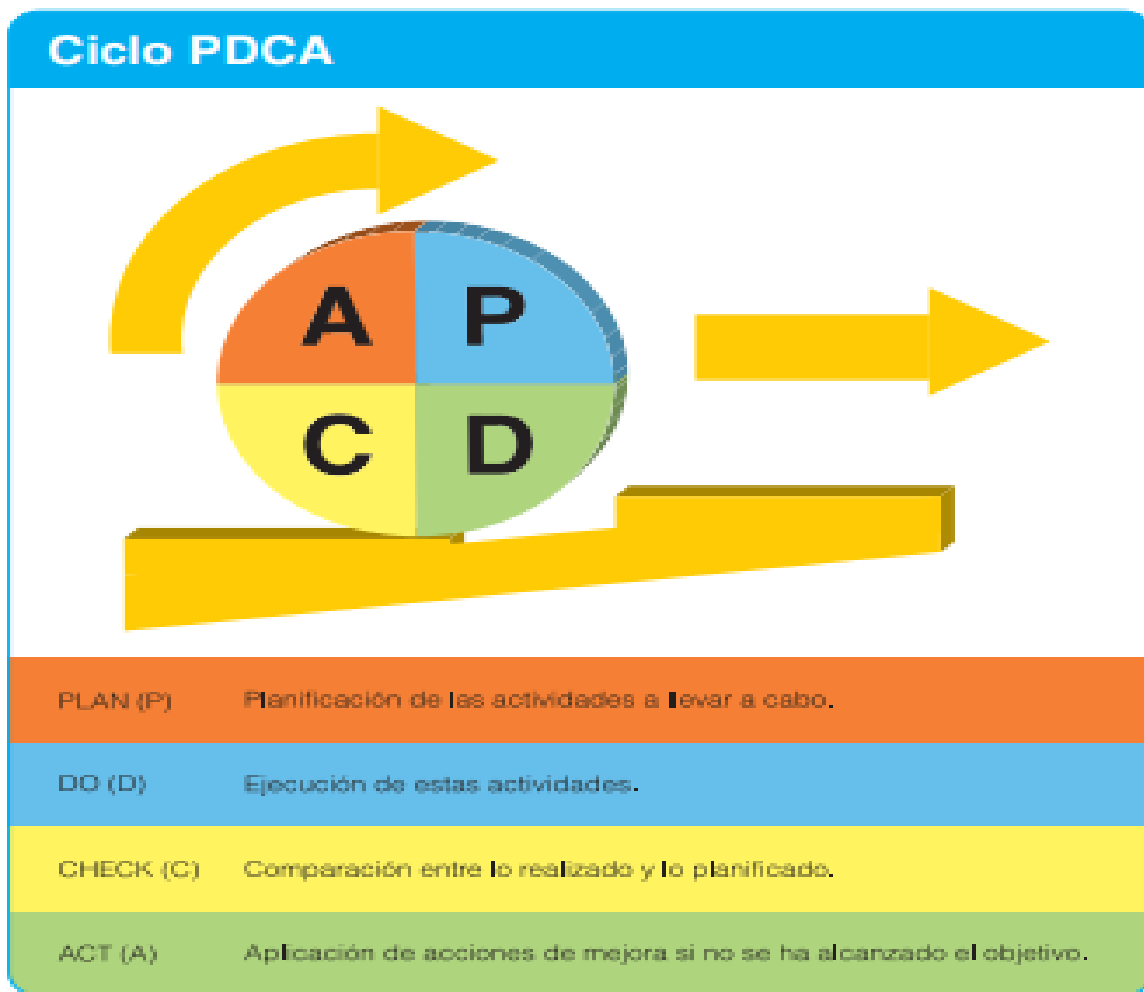 Ciclo PDCA
A P
C D
PLAN (P) Planificación de las actividades a llevar a cabo.
DO (D) Ejecución de estas actividades.
CHECK (C) Comparación entre lo realizado y lo planificado.
ACT (A) Aplicación de acciones de mejora si no se ha alcanzado el objetivo.